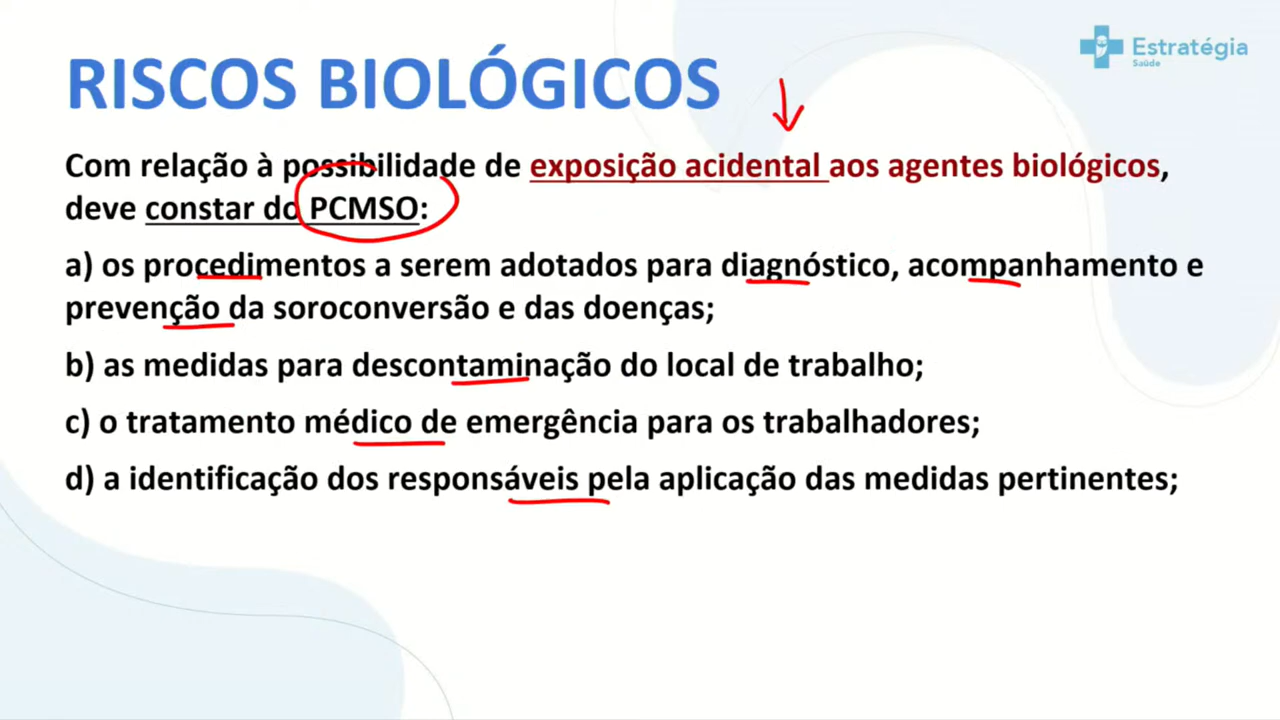 Estratégia
Saúde
RISCOS BIOLÓGICOS
Com relação à possibilidade de exposição acidental aos agentes biológicos,
deve constar do PCMSO:
a) os procedimentos a serem adotados para diagnóstico, acompanhamento e
prevenção da soroconversão e das doenças;
b) as medidas para descontaminação do local de trabalho;
c) o tratamento médico de emergência para os trabalhadores;
d) a identificação dos responsáveis pela aplicação das medidas pertinentes;